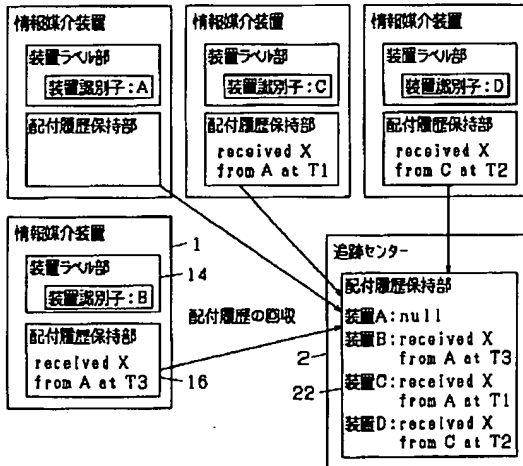 情報媒介装置
装置ラベル部
装置識別子:A
配付履歴保持部
情報媒介装置
装置ラベル部
装置識別子:C
配付履歴保持部
received X
from A at T1
情報媒介装置
装置ラベル部
装置識別子:D
配付履歴保持部
received X
from C at T2
情報媒介装置
装置ラベル部
装置識別子:B
配付履歴保持部
received X
from A at T3
1
14
16
配付履歴の回収
追跡センター
配付履歴保持部
装置A:null
装置B:received X
from A at T3
装置C:received X
from A at T1
装置D:received X
from C at T2
2
22